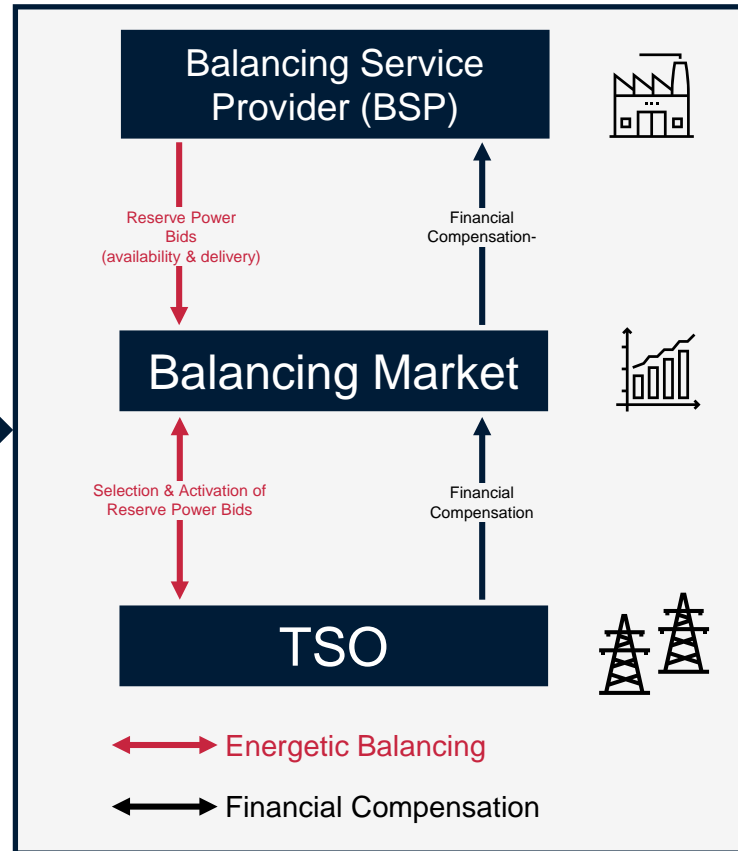 Balancing Service
Provider (BSP)
Reserve Power
Bids
(availability & delivery)
Financial
Compensation-
Balancing Market
Selection & Activation of
Reserve Power Bids
Financial
Compensation
TSO
Energetic Balancing
Financial Compensation